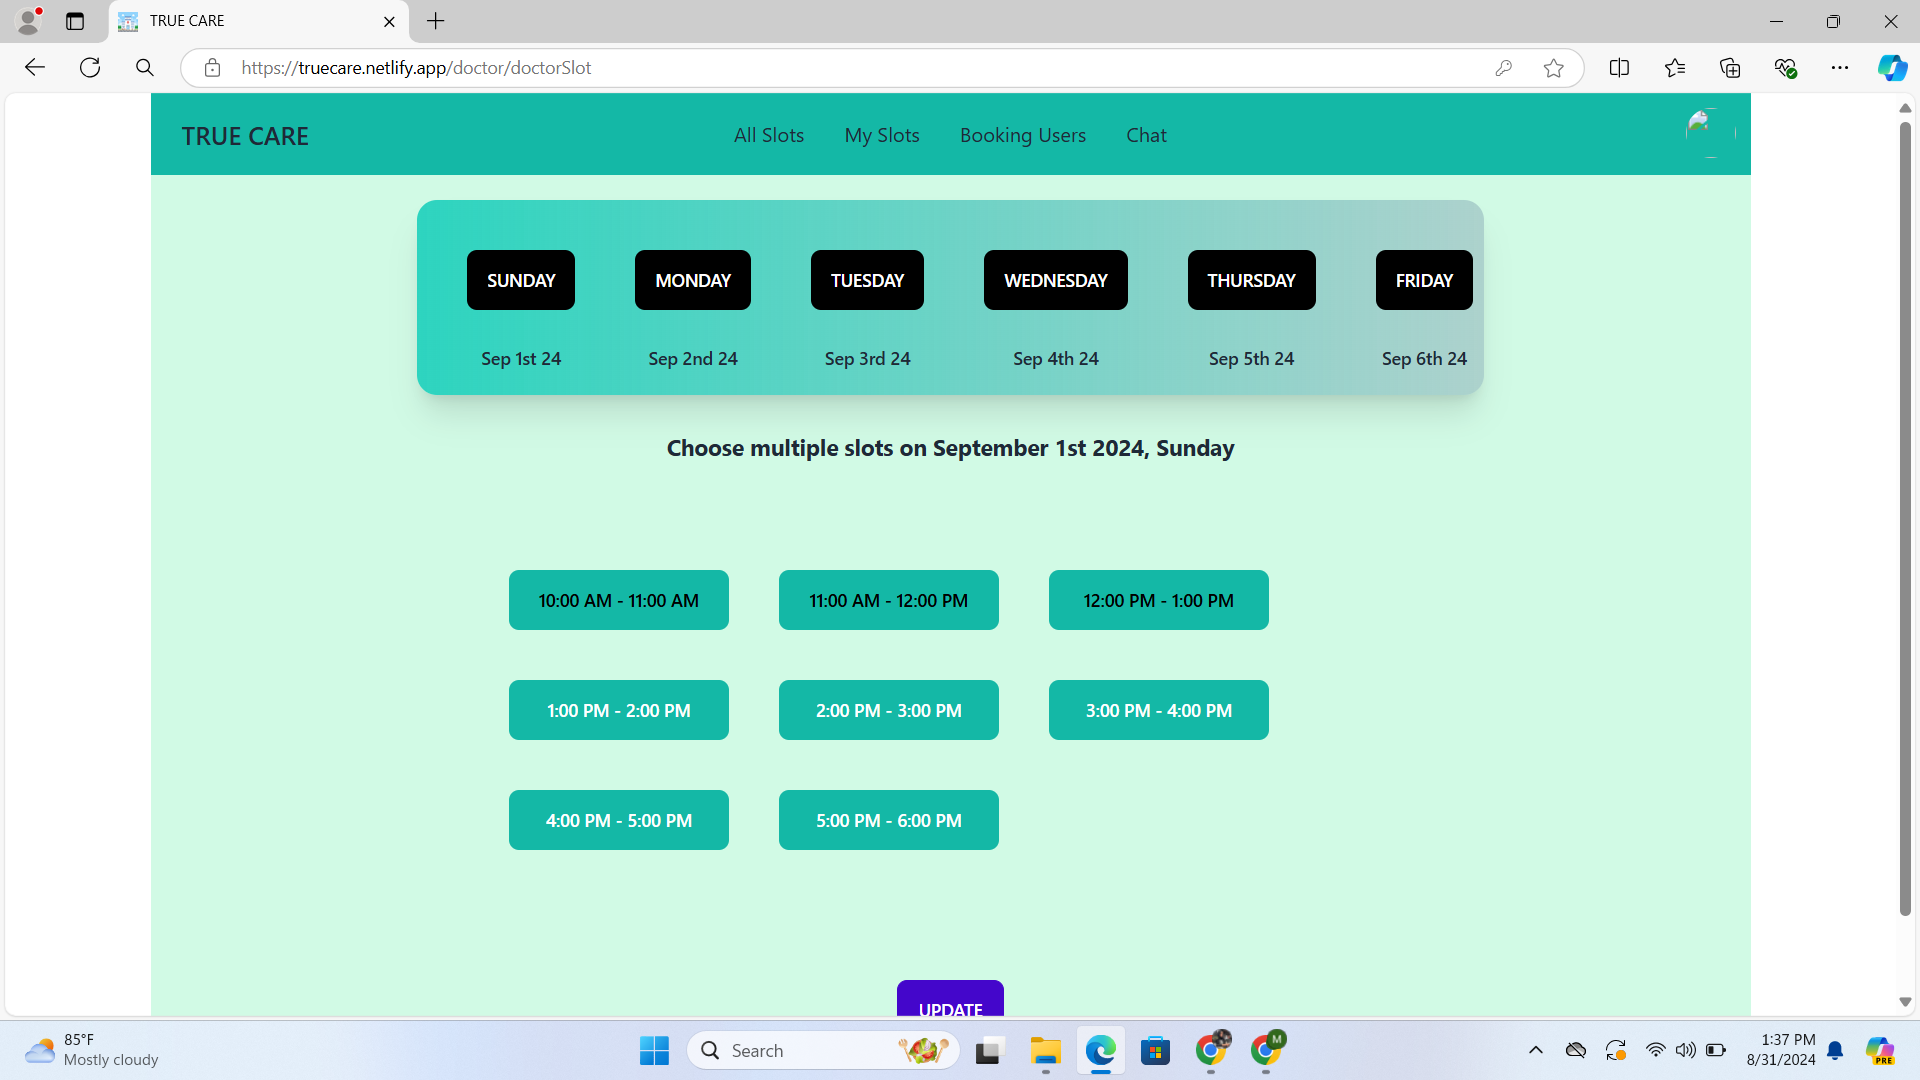 TRUE CARE
https://truecare.netlify.app/doctor/doctorSlot
TRUE CARE
All Slots My Slots Booking Users Chat
SUNDAY MONDAY TUESDAY WEDNESDAY THURSDAY FRIDAY
Sep 1st 24 Sep 2nd 24 Sep 3rd 24 Sep 4th 24 Sep 5th 24 Sep 6th 24
Choose multiple slots on September 1st 2024, Sunday
10:00 AM - 11:00 AM 11:00 AM - 12:00 PM 12:00 PM - 1:00 PM
1:00 PM - 2:00 PM 2:00 PM - 3:00 PM 3:00 PM - 4:00 PM
4:00 PM - 5:00 PM 5:00 PM - 6:00 PM
UPDATE
85°F
Mostly cloudy
Search
M
1:37 PM
8/31/2024
PRE